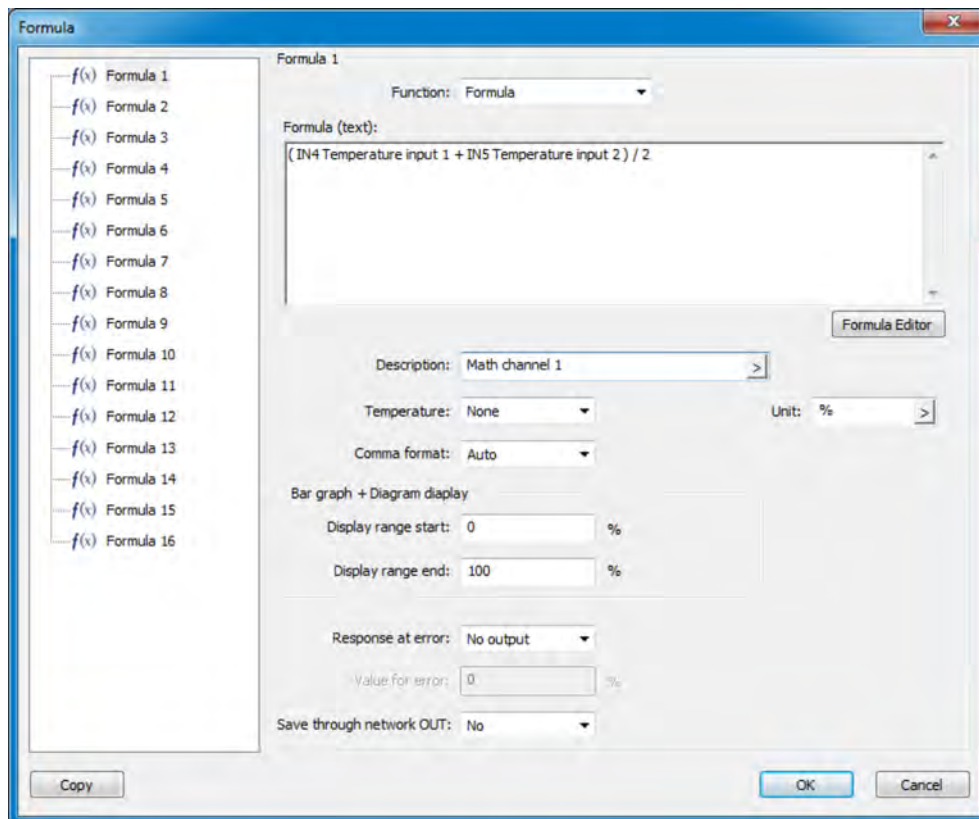 Formula
f(x) Formula 1
f(x) Formula 2
f(x) Formula 3
f(x) Formula 4
f(x) Formula 5
f(x) Formula 6
f(x) Formula 7
f(x) Formula 8
f(x) Formula 9
f(x) Formula 10
f(x) Formula 11
f(x) Formula 12
f(x) Formula 13
f(x) Formula 14
f(x) Formula 15
f(x) Formula 16
Formula 1
Function: Formula
Formula (text):
( IN4 Temperature input 1 + IN5 Temperature input 2 ) / 2
Formula Editor
Description: Math channel 1 >
Temperature: None Unit: % >
Comma format: Auto
Bar graph + Diagram diaplay
Display range start: 0 %
Display range end: 100 %
Response at error: No output
Value for error: 0 %
Save through network OUT: No
Copy OK Cancel